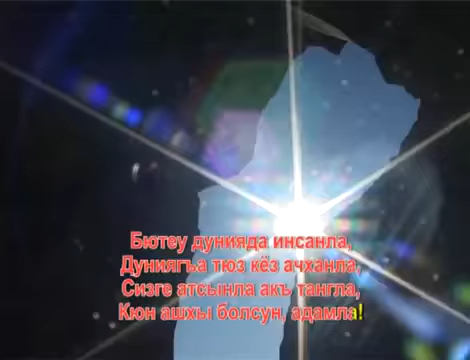 Бютеу дунияда инсанла,
Дуниягъа тюз кёз ачханла,
Сизге атсынла акъ тангла,
Кюн ашхы болсун, адамла!